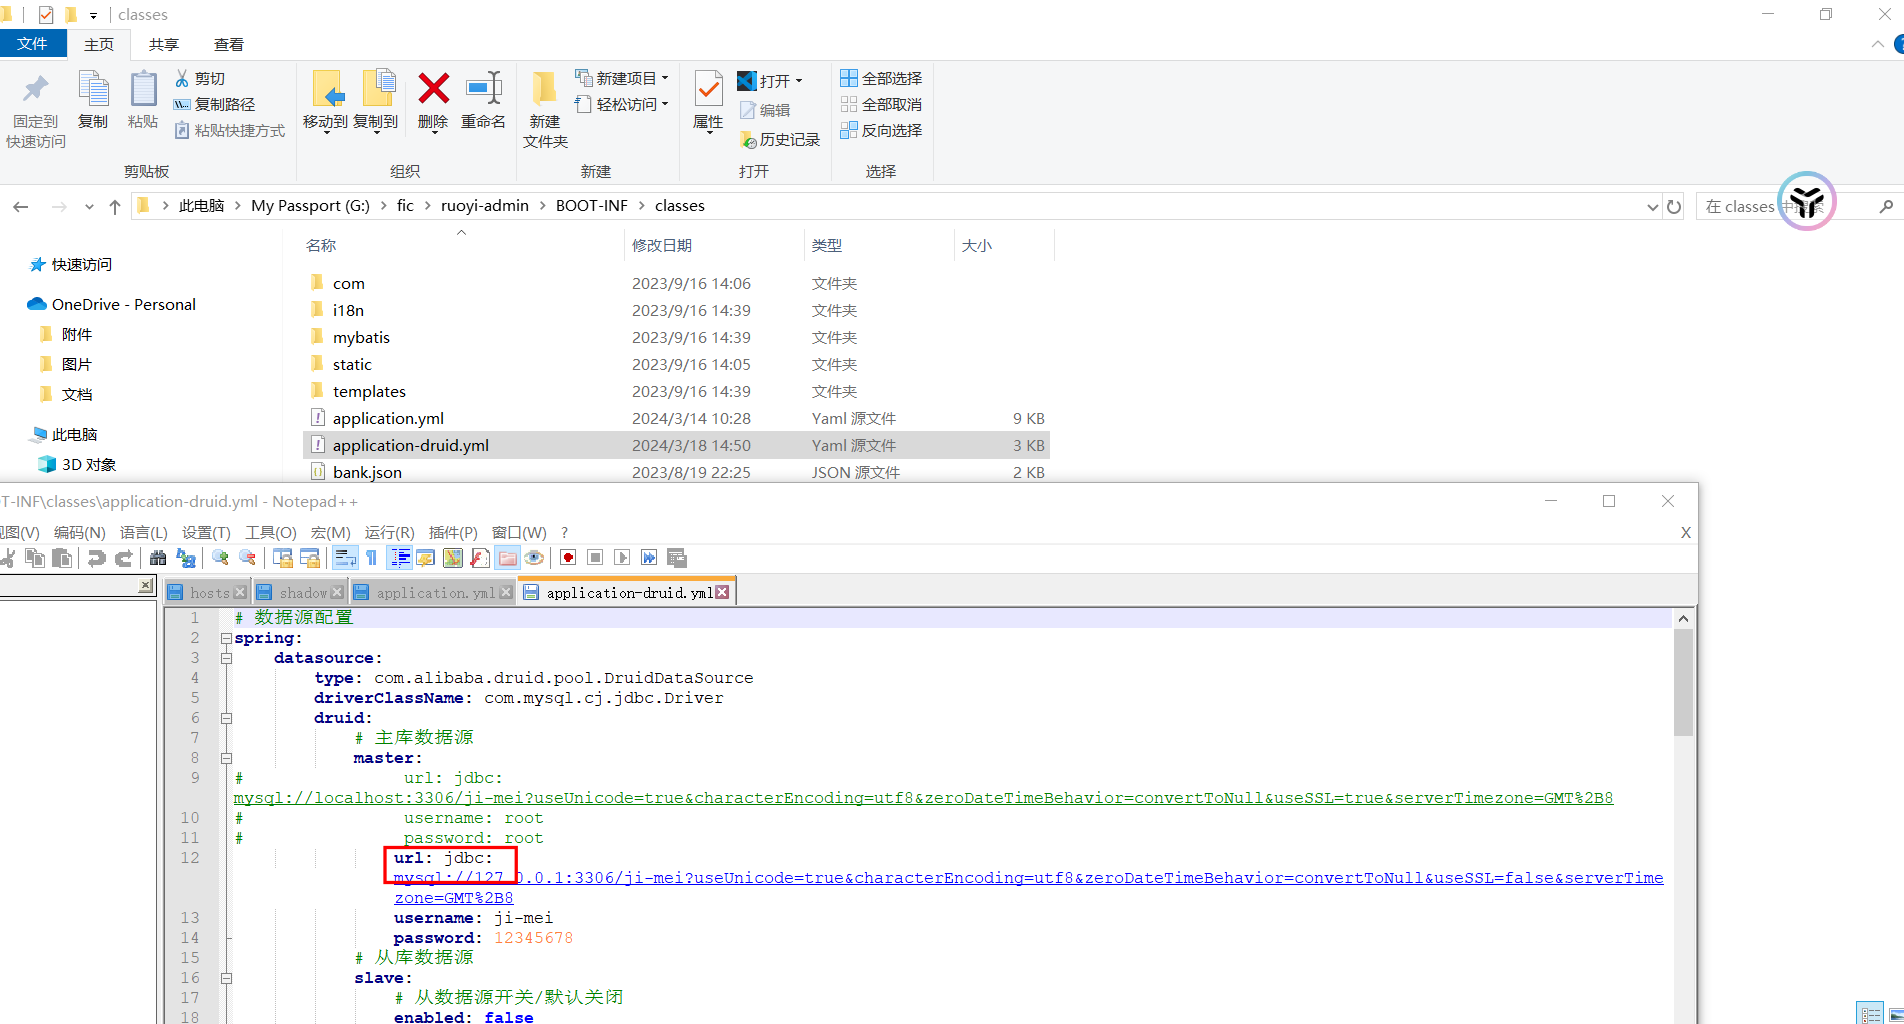 classes
文件 主页 共享 查看
固定到快速访问
复制
粘贴
剪切
复制路径
粘贴快捷方式
剪贴板
移动到 复制到 删除 重命名
组织
新建文件夹
新建项目
轻松访问
新建
属性
打开
编辑
历史记录
打开
全部选择
全部取消
反向选择
选择
此电脑 > My Passport (G:) > fic > ruoyi-admin > BOOT-INF > classes
在 classes
名称 修改日期 类型 大小
快速访问
OneDrive - Personal
附件
图片
文档
此电脑
3D 对象
com 2023/9/16 14:06 文件夹
i18n 2023/9/16 14:39 文件夹
mybatis 2023/9/16 14:39 文件夹
static 2023/9/16 14:05 文件夹
templates 2023/9/16 14:39 文件夹
application.yml 2024/3/14 10:28 Yaml 源文件 9 KB
application-druid.yml 2024/3/18 14:50 Yaml 源文件 3 KB
bank.json 2023/8/19 22:25 JSON 源文件 2 KB
T-INF\classes\application-druid.yml - Notepad++
视图(V) 编码(N) 语言(L) 设置(T) 工具(O) 宏(M) 运行(R) 插件(P) 窗口(W) ? X
hosts shadow application.yml application-druid.yml
1 # 数据源配置
2 spring:
3 datasource:
4 type: com.alibaba.druid.pool.DruidDataSource
5 driverClassName: com.mysql.cj.jdbc.Driver
6 druid:
7 # 主库数据源
8 master:
9 # url: jdbc:
mysql://localhost:3306/ji-mei?useUnicode=true&characterEncoding=utf8&zeroDateTimeBehavior=convertToNull&useSSL=true&serverTimezone=GMT%2B8
10 # username: root
11 # password: root
12 url: jdbc:
mysql://127.0.0.1:3306/ji-mei?useUnicode=true&characterEncoding=utf8&zeroDateTimeBehavior=convertToNull&useSSL=false&serverTime
zone=GMT%2B8
13 username: ji-mei
14 password: 12345678
15 # 从库数据源
16 slave:
17 # 从数据源开关/默认关闭
18 enabled: false